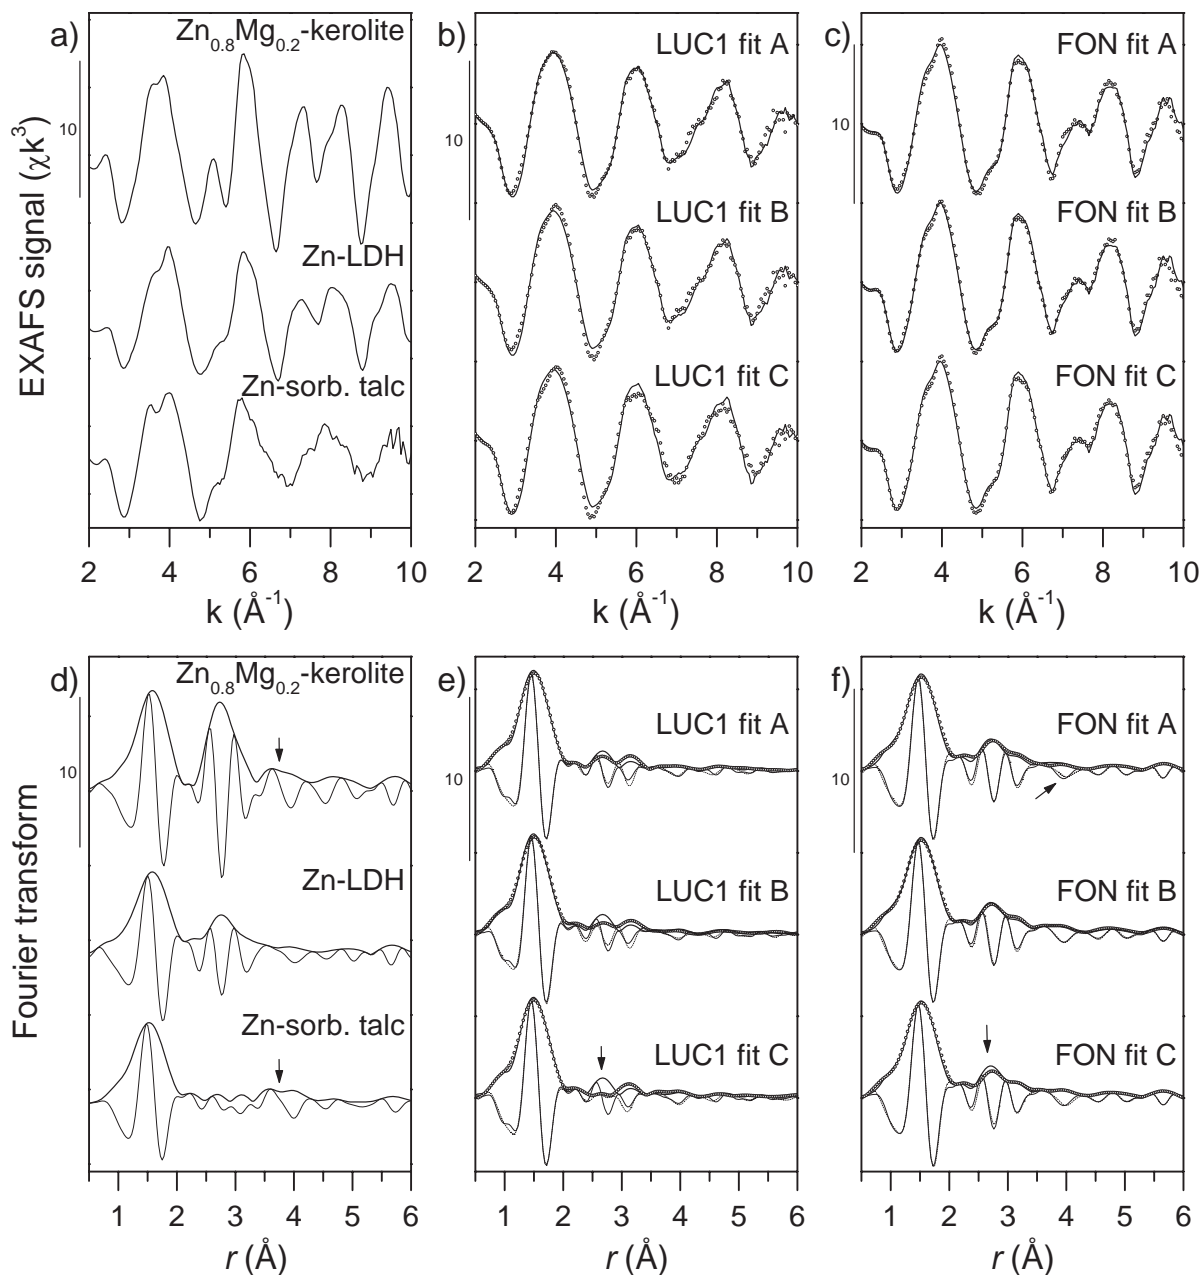 a)
Zn0.8Mg0.2-kerolite
10
Zn-LDH
Zn-sorb. talc
EXAFS signal (χk³)
2 4 6 8 10
k (Å⁻¹)
b)
LUC1 fit A
10
LUC1 fit B
LUC1 fit C
2 4 6 8 10
k (Å⁻¹)
c)
FON fit A
10
FON fit B
FON fit C
2 4 6 8 10
k (Å⁻¹)
d)
Zn0.8Mg0.2-kerolite
10
Zn-LDH
Zn-sorb. talc
Fourier transform
1 2 3 4 5 6
r (Å)
e)
LUC1 fit A
10
LUC1 fit B
LUC1 fit C
1 2 3 4 5 6
r (Å)
f)
FON fit A
10
FON fit B
FON fit C
1 2 3 4 5 6
r (Å)